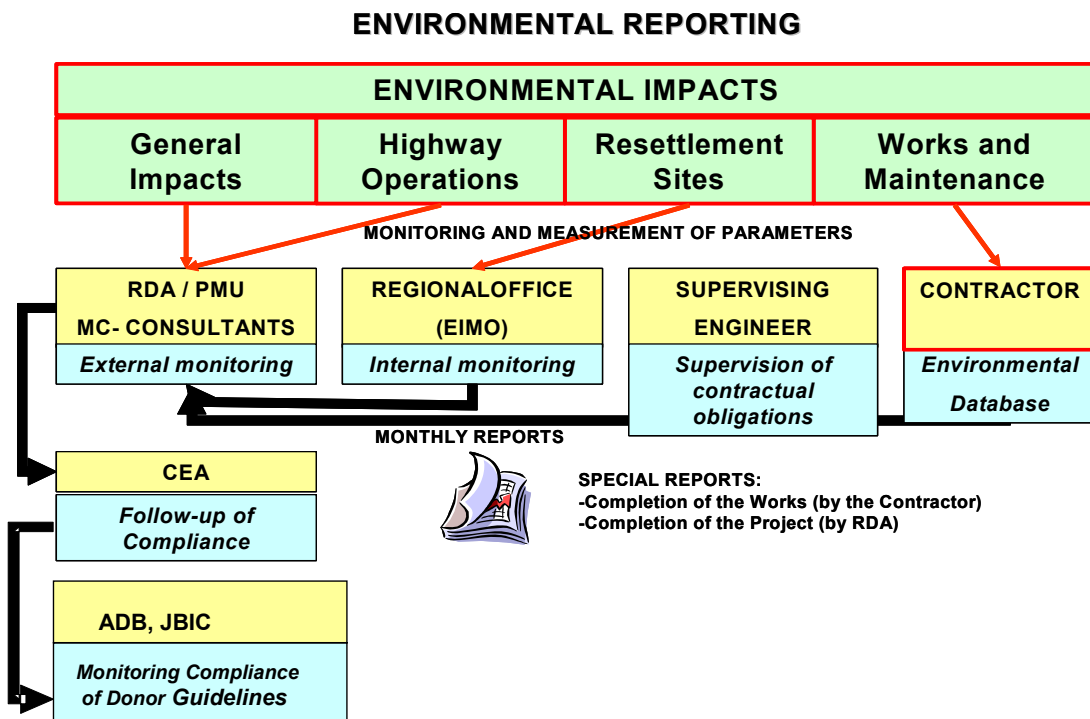 ENVIRONMENTAL REPORTING
ENVIRONMENTAL IMPACTS
General
Impacts
Highway
Operations
Resettlement
Sites
Works and
Maintenance
MONITORING AND MEASUREMENT OF PARAMETERS
RDA / PMU
MC- CONSULTANTS
External monitoring
REGIONALOFFICE
(EIMO)
Internal monitoring
SUPERVISING
ENGINEER
Supervision of
contractual
obligations
CONTRACTOR
Environmental
Database
MONTHLY REPORTS
CEA
Follow-up of
Compliance
SPECIAL REPORTS:
-Completion of the Works (by the Contractor)
-Completion of the Project (by RDA)
ADB, JBIC
Monitoring Compliance
of Donor Guidelines